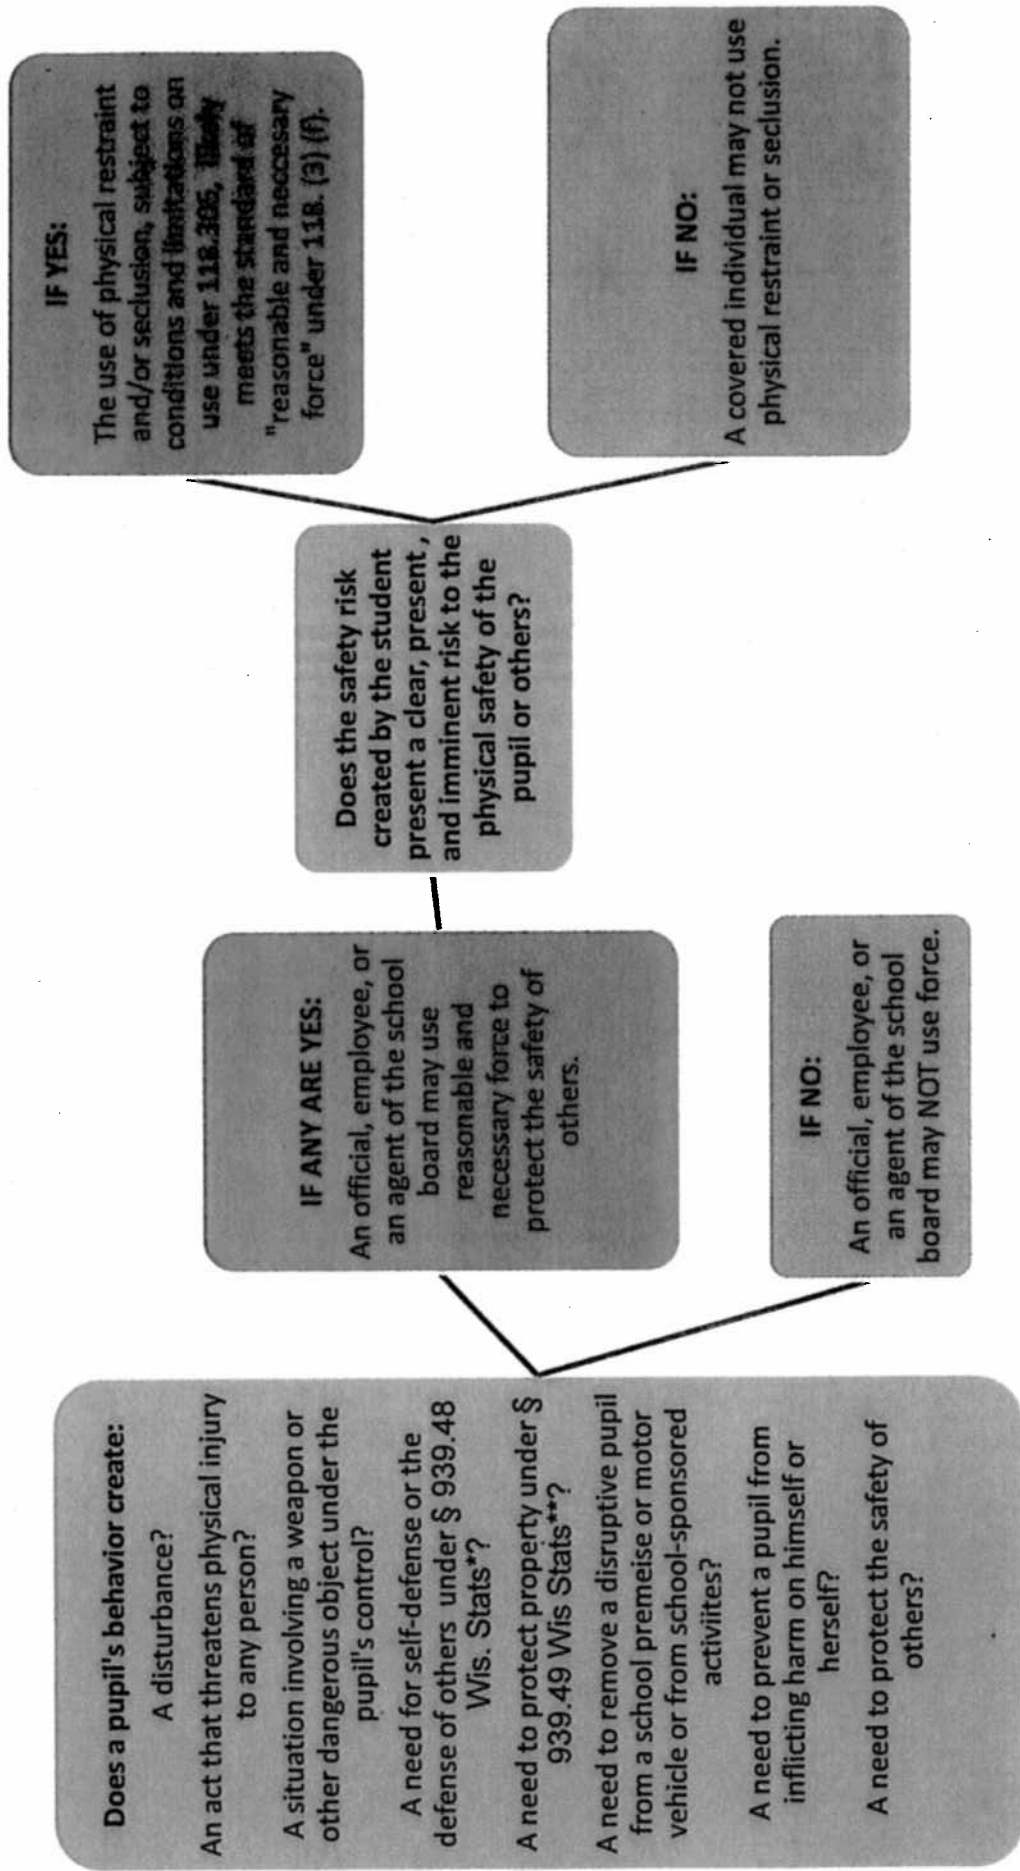 Does a pupil's behavior create:
A disturbance?
An act that threatens physical injury
to any person?
A situation involving a weapon or
other dangerous object under the
pupil's control?
A need for self-defense or the
defense of others under § 939.48
Wis. Stats*?
A need to protect property under §
939.49 Wis Stats**?
A need to remove a disruptive pupil
from a school premeise or motor
vehicle or from school-sponsored
activiites?
A need to prevent a pupil from
inflicting harm on himself or
herself?
A need to protect the safety of
others?
IF ANY ARE YES:
An official, employee, or
an agent of the school
board may use
reasonable and
necessary force to
protect the safety of
others.
IF NO:
An official, employee, or
an agent of the school
board may NOT use force.
Does the safety risk
created by the student
present a clear, present ,
and imminent risk to the
physical safety of the
pupil or others?
IF YES:
The use of physical restraint
and/or seclusion, subject to
conditions and limitations on
use under 118.305, likely
meets the standard of
"reasonable and neccesary
force" under 118. (3) (f).
IF NO:
A covered individual may not use
physical restraint or seclusion.